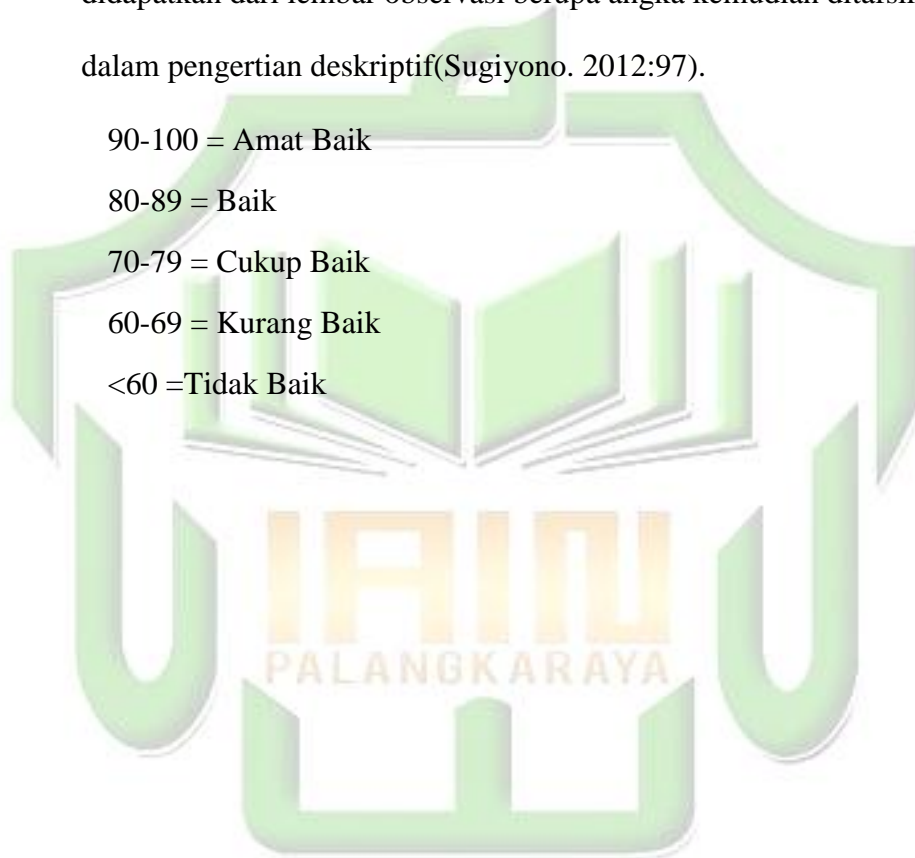 didapatkan dari lembar observasi berupa angka kemudian
dalam pengertian deskriptif(Sugiyono. 2012:97).
90-100 = Amat Baik
80-89 = Baik
70-79 = Cukup Baik
60-69 = Kurang Baik
<60 =Tidak Baik
IAIN
PALANGKARAYA